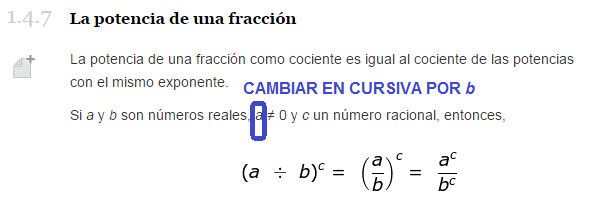 1.4.7 La potencia de una fracción
La potencia de una fracción como cociente es igual al cociente de las potencias
con el mismo exponente.
CAMBIAR EN CURSIVA POR b
Si a y b son números reales, a ≠ 0 y c un número racional, entonces,
(a ÷ b)^c = (a/b)^c = a^c/b^c